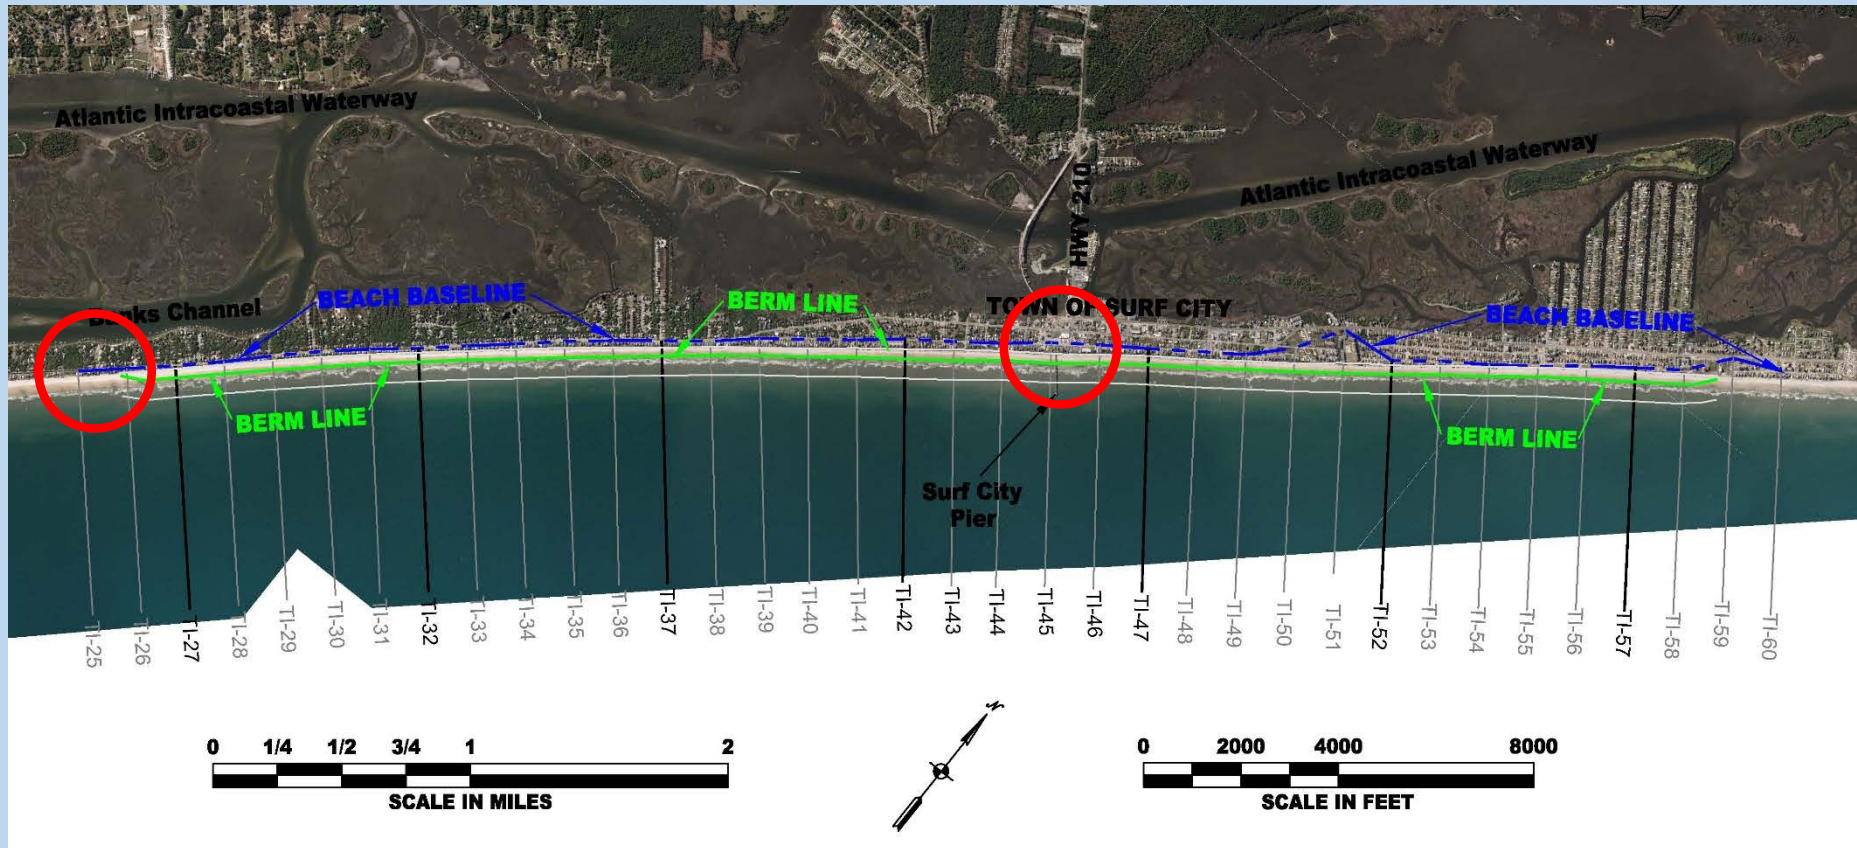 Atlantic Intracoastal Waterway
HWY 210
Atlantic Intracoastal Waterway
Banks Channel
BEACH BASELINE
BERM LINE
TOWN OF SURF CITY
BEACH BASELINE
BERM LINE
BERM LINE
Surf City
Pier
TI-25
TI-26
TI-27
TI-28
TI-29
TI-30
TI-31
TI-32
TI-33
TI-34
TI-35
TI-36
TI-37
TI-38
TI-39
TI-40
TI-41
TI-42
TI-43
TI-44
TI-45
TI-46
TI-47
TI-48
TI-49
TI-50
TI-51
TI-52
TI-53
TI-54
TI-55
TI-56
TI-57
TI-58
TI-59
TI-60
0 1/4 1/2 3/4 1 2
SCALE IN MILES
N
0 2000 4000 8000
SCALE IN FEET